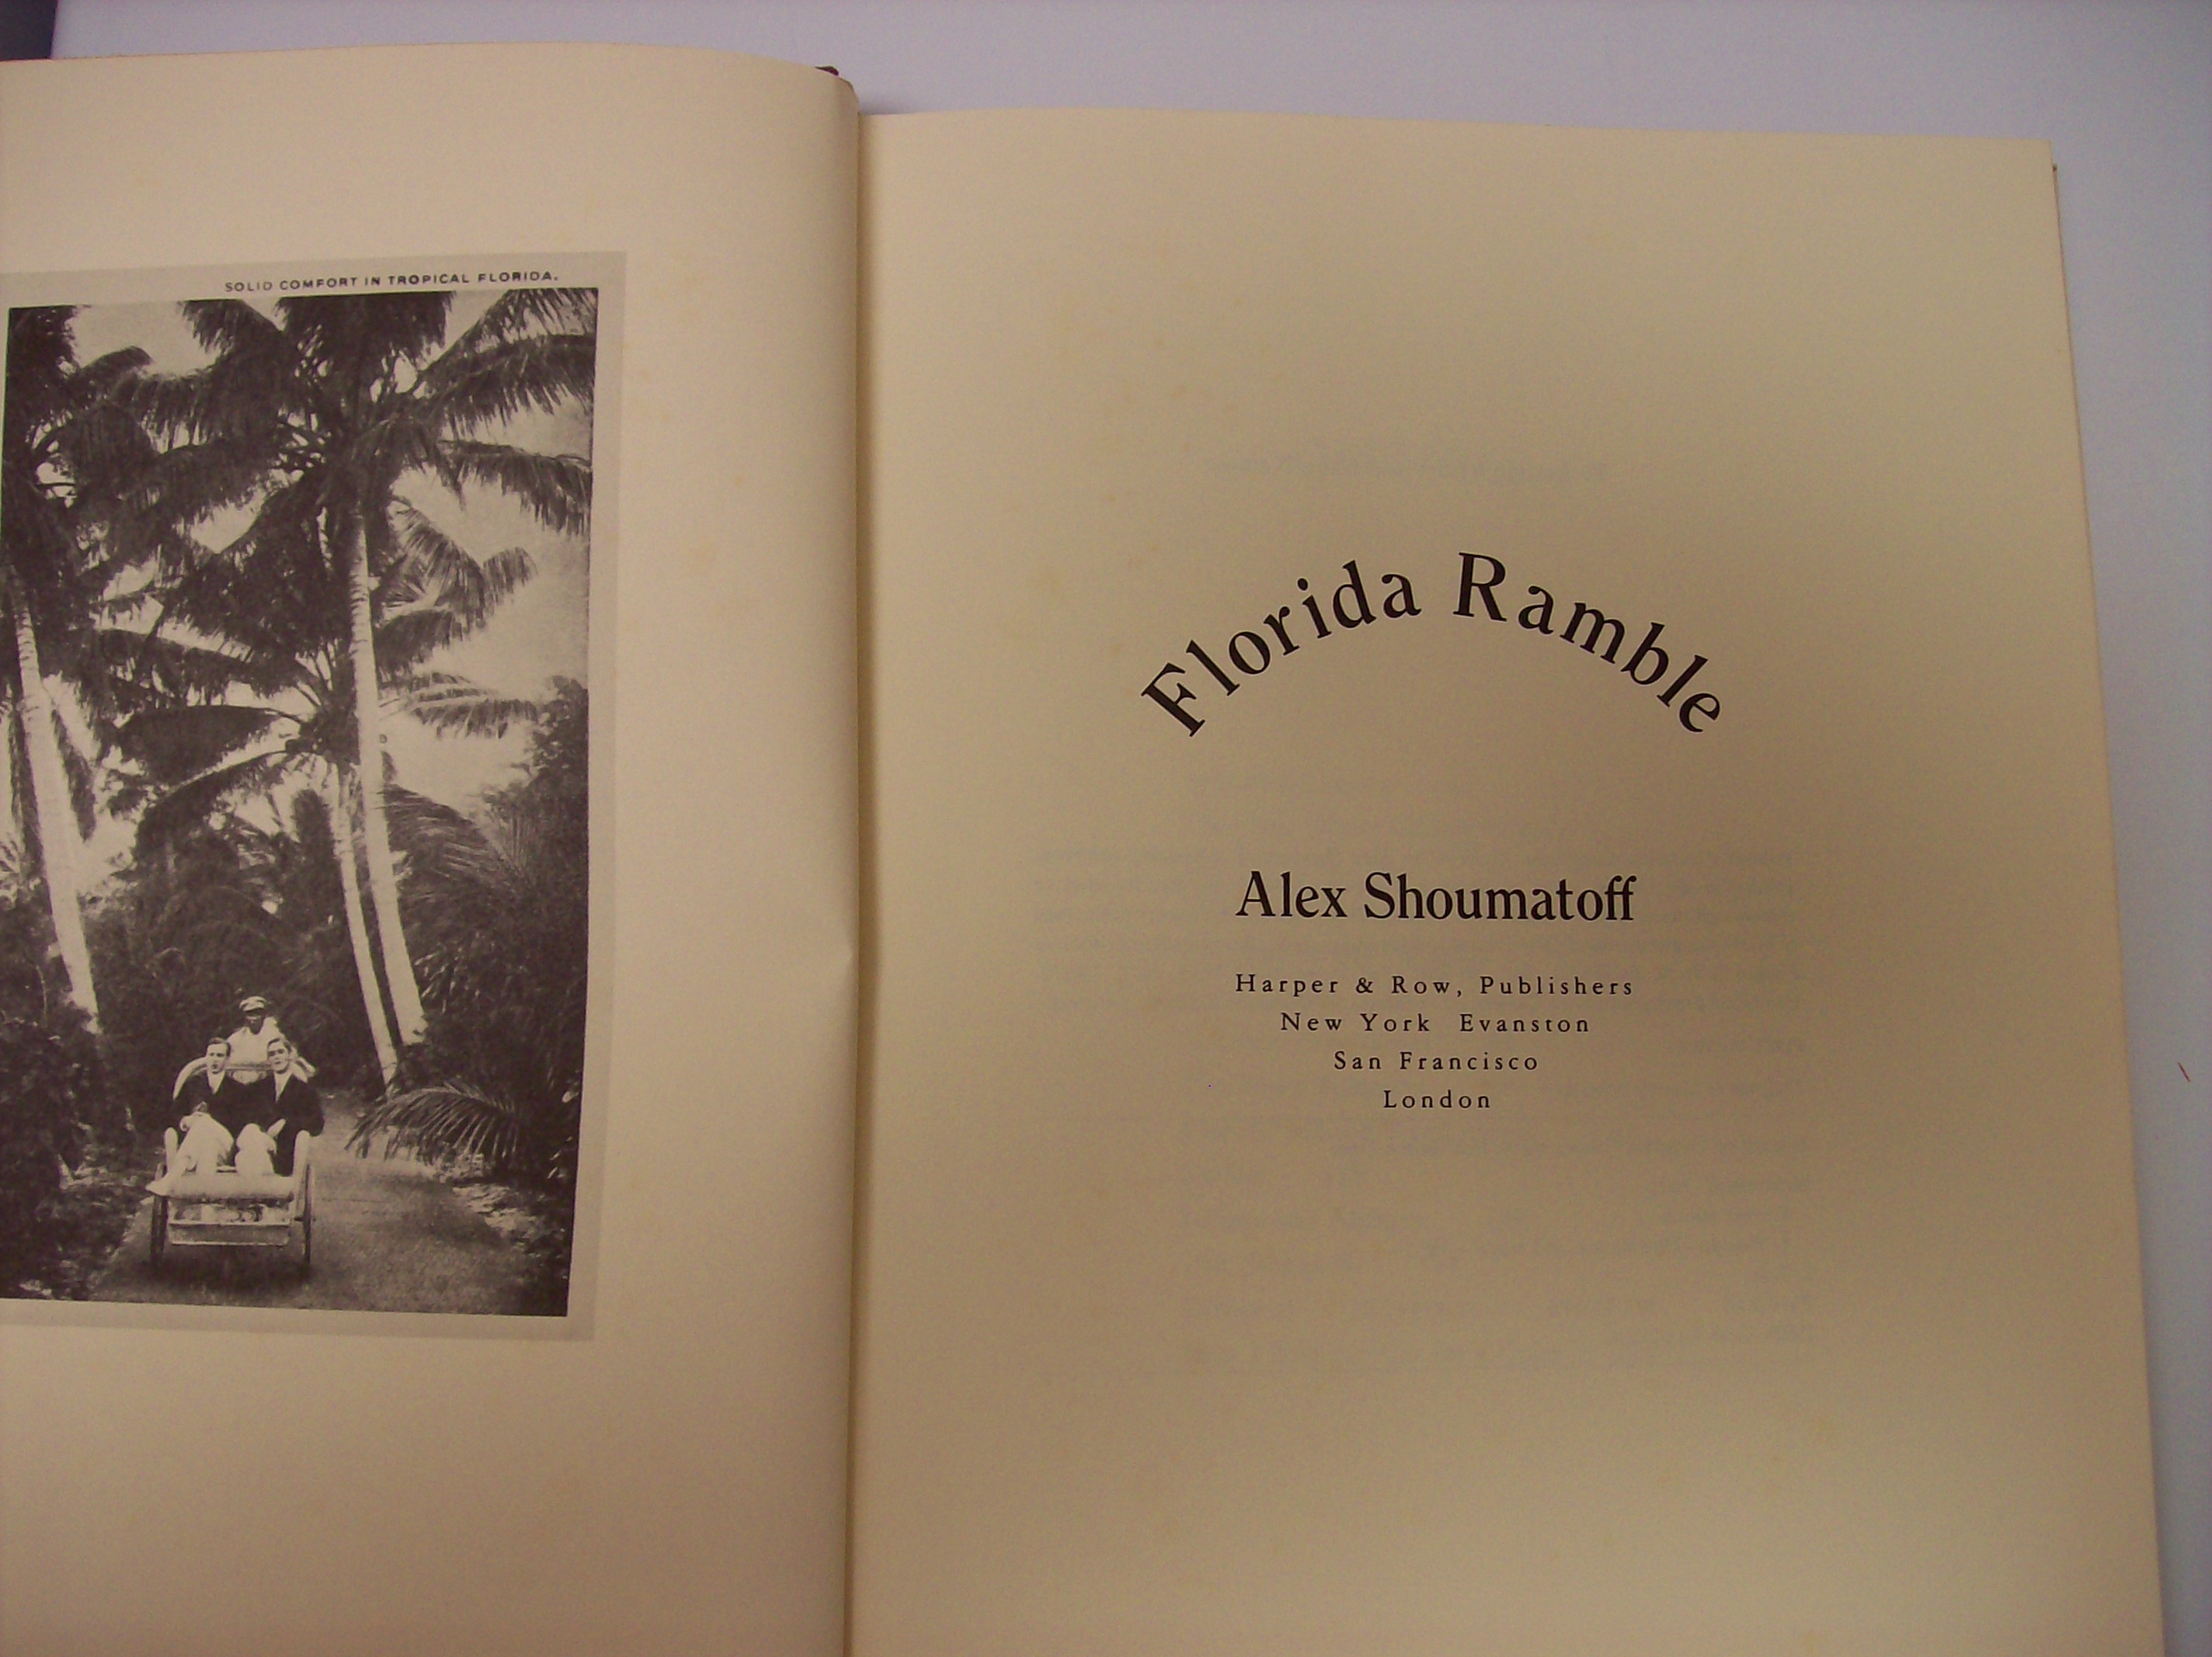 SOLID COMFORT IN TROPICAL FLORIDA.
Florida Ramble
Alex Shoumatoff
Harper & Row, Publishers
New York Evanston
San Francisco
London